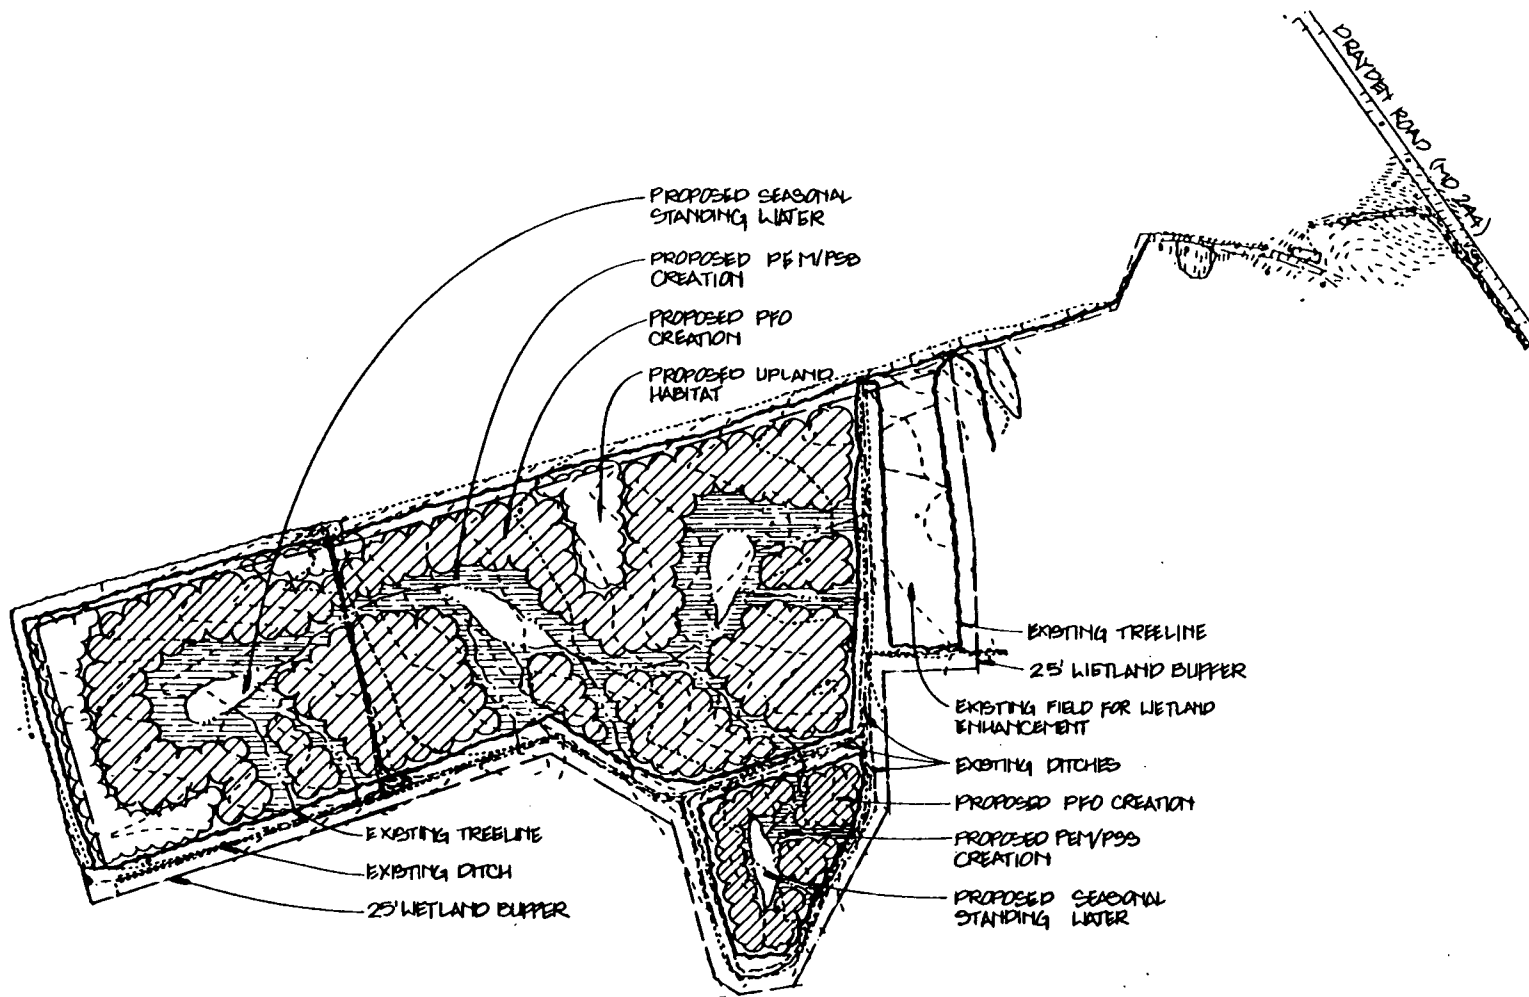 DRAYDEN ROAD (MD 244)
PROPOSED SEASONAL
STANDING WATER
PROPOSED PEM/PSS
CREATION
PROPOSED PFO
CREATION
PROPOSED UPLAND
HABITAT
EXISTING TREELINE
25' WETLAND BUFFER
EXISTING FIELD FOR WETLAND
ENHANCEMENT
EXISTING DITCHES
PROPOSED PFO CREATION
PROPOSED PEM/PSS
CREATION
PROPOSED SEASONAL
STANDING WATER
EXISTING TREELINE
EXISTING DITCH
25' WETLAND BUFFER